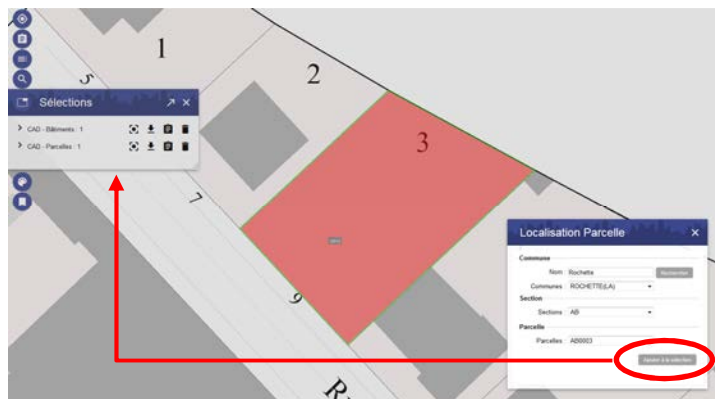 1
2
3
5
7
9
R
Sélections
CAD - Bâtiments : 1
CAD - Parcelles : 1
Localisation Parcelle
Commune
Nom Rochette Rechercher
Communes ROCHETTE(LA)
Section
Sections AB
Parcelle
Parcelles AB0003
Ajouter à la sélection